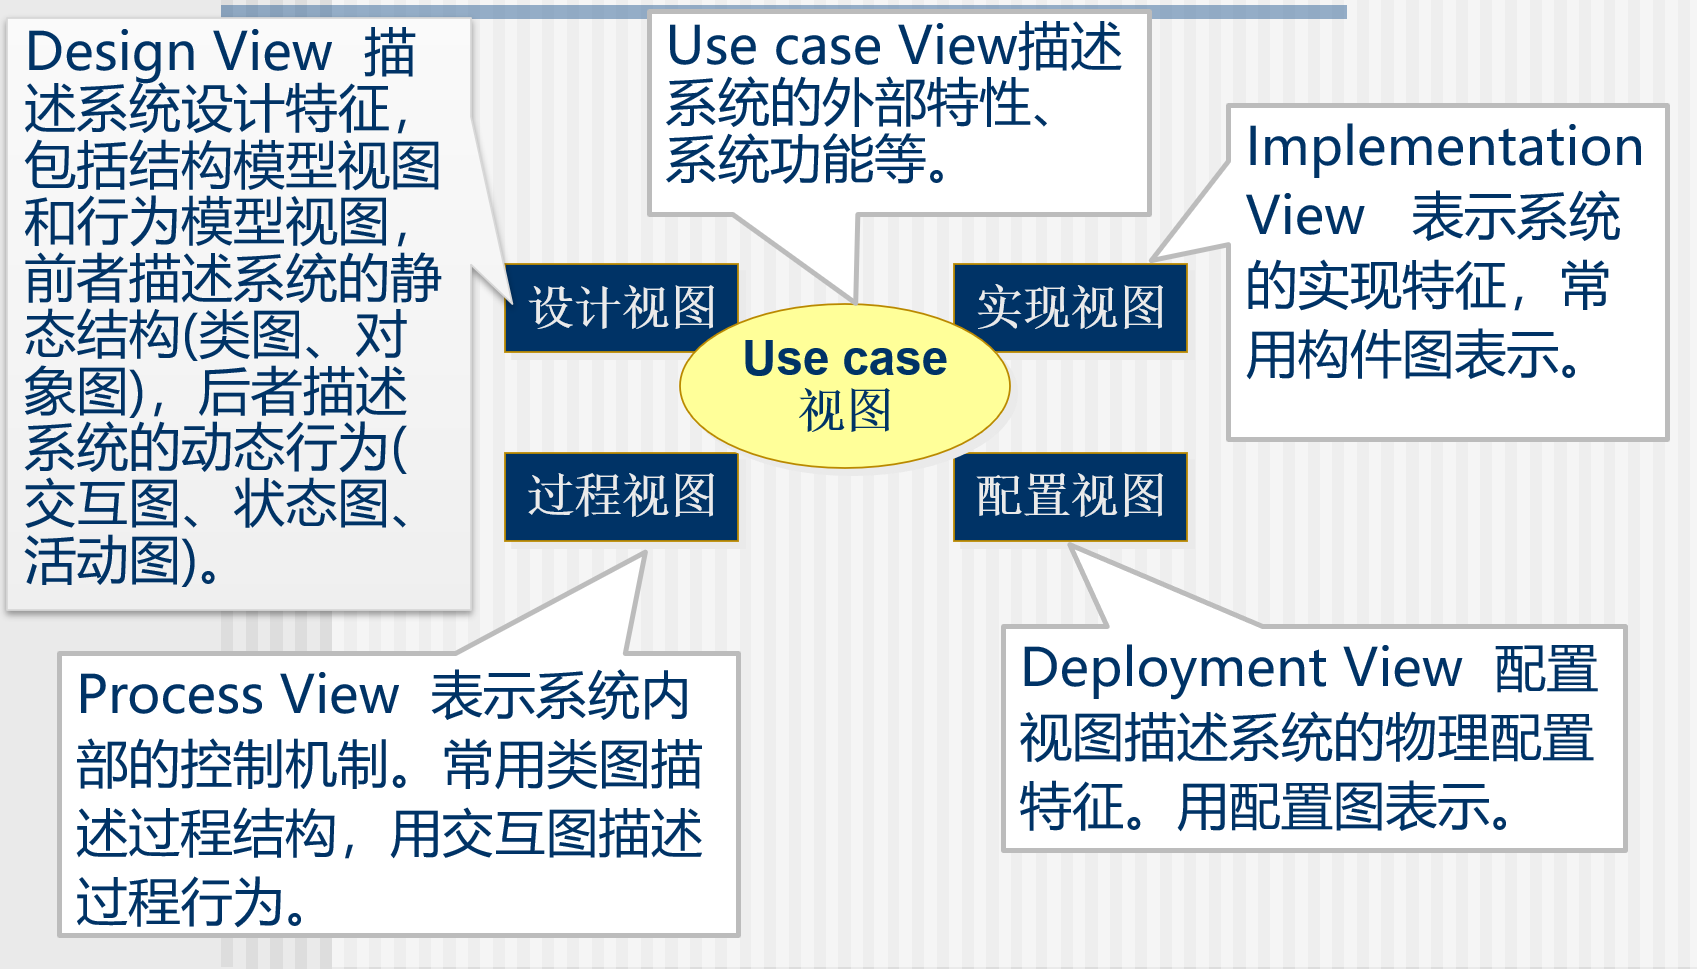 Design View 描
述系统设计特征，
包括结构模型视图
和行为模型视图，
前者描述系统的静
态结构(类图、对
象图)，后者描述
系统的动态行为(
交互图、状态图、
活动图)。
Use case View描述
系统的外部特性、
系统功能等。
Implementation
View 表示系统
的实现特征，常
用构件图表示。
设计视图
实现视图
Use case
视图
过程视图
配置视图
Process View 表示系统内
部的控制机制。常用类图描
述过程结构，用交互图描述
过程行为。
Deployment View 配置
视图描述系统的物理配置
特征。用配置图表示。